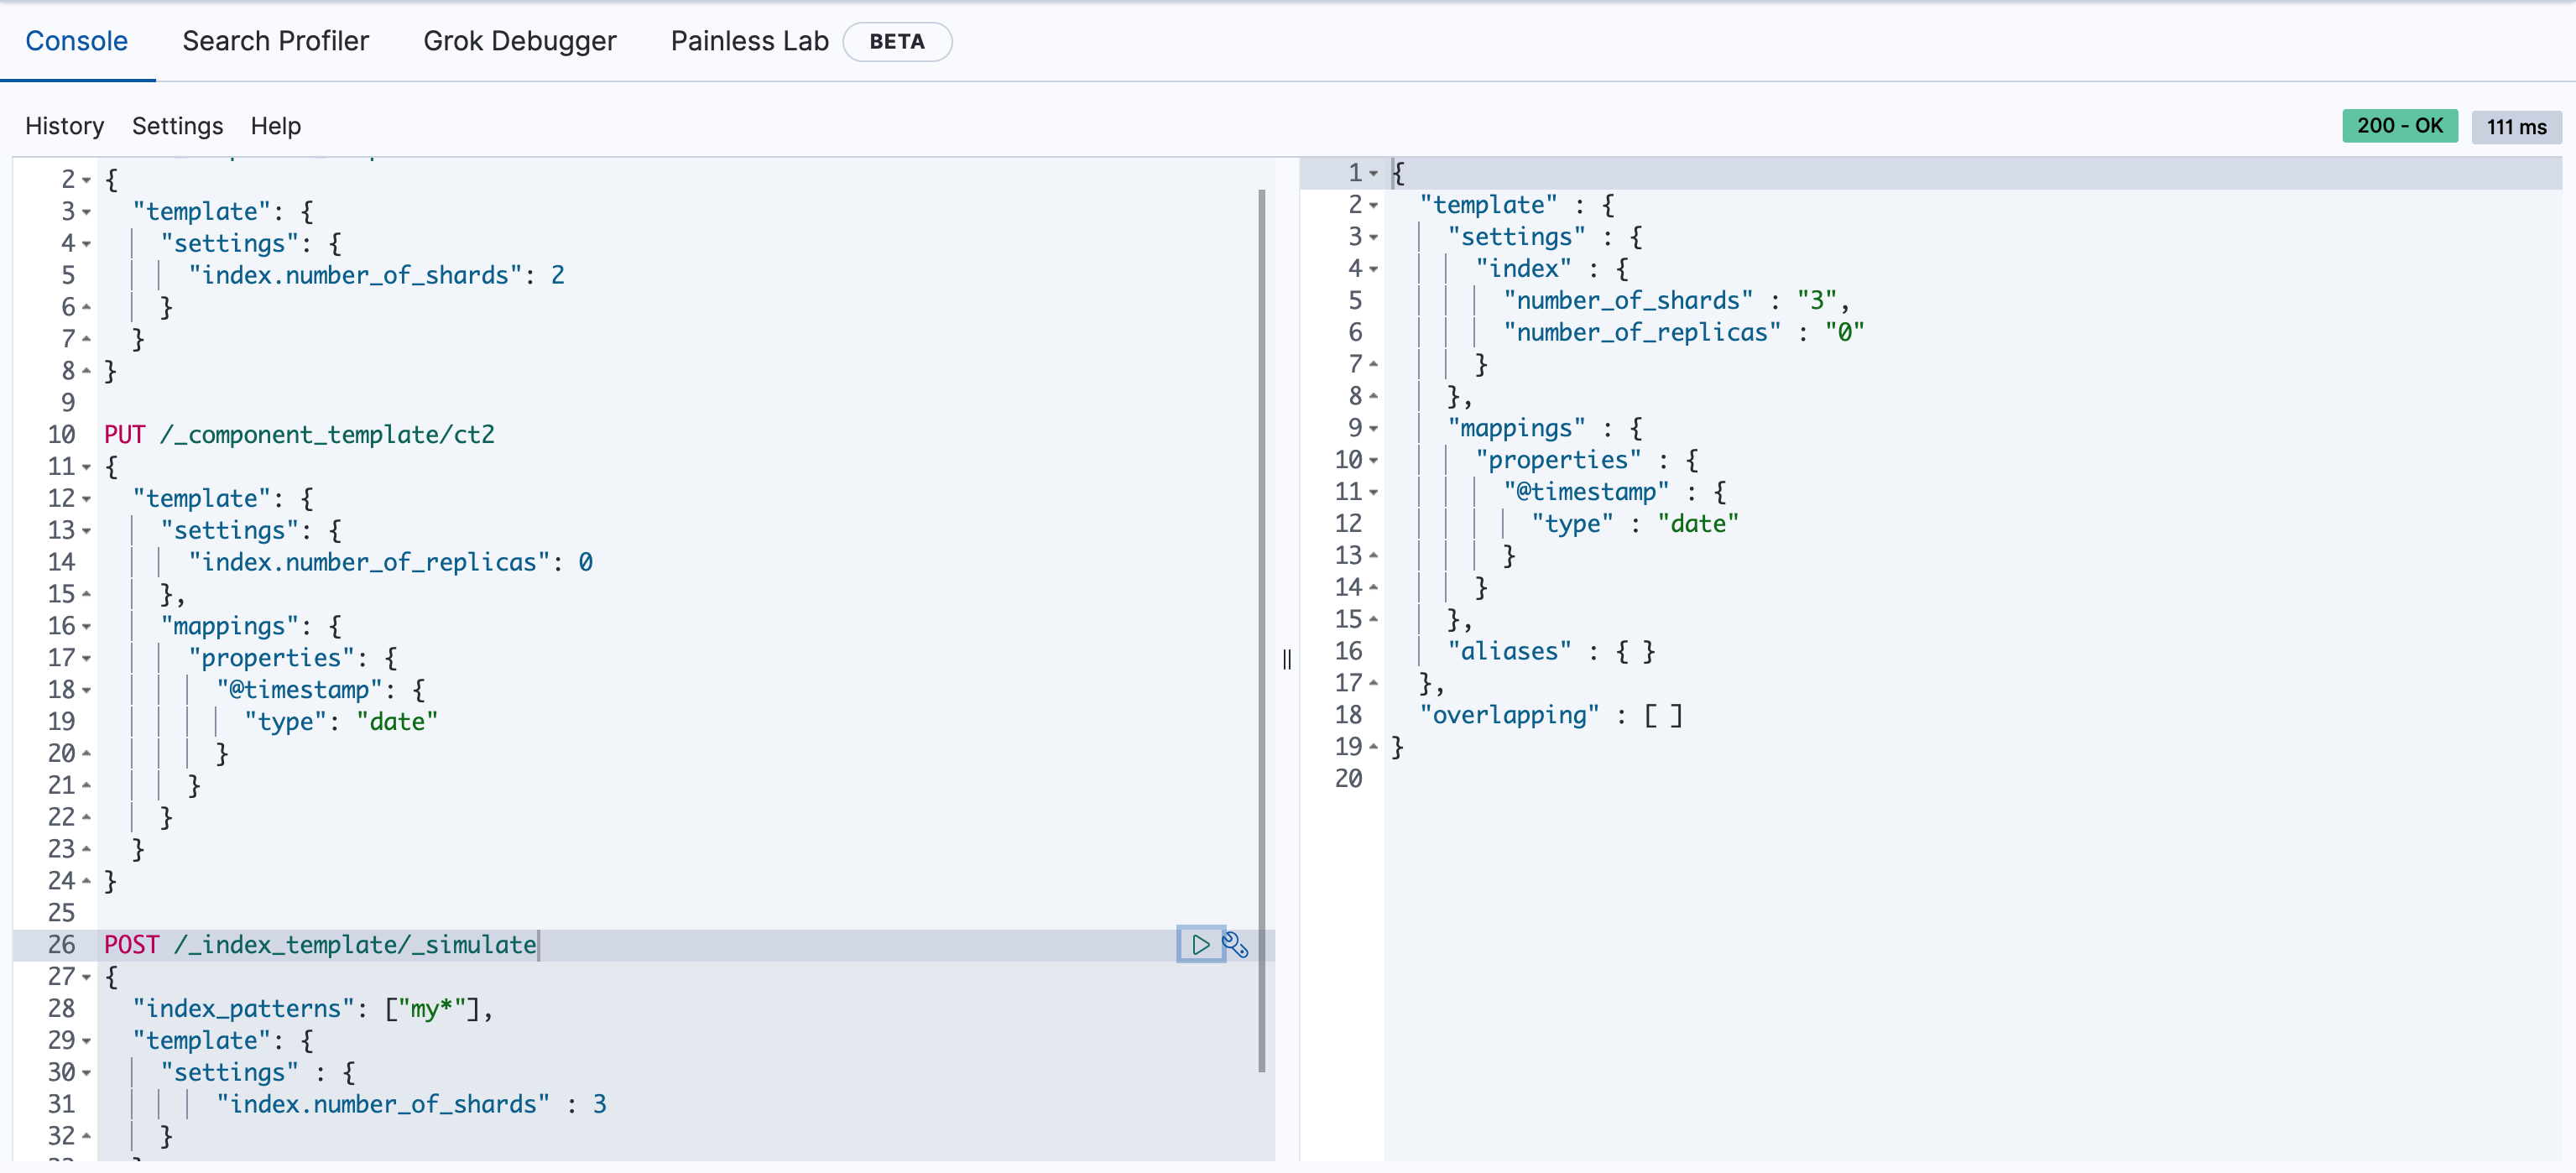 Console Search Profiler Grok Debugger Painless Lab BETA
History Settings Help 200 - OK 111 ms
2 {
3 "template": {
4 "settings": {
5 "index.number_of_shards": 2
6 }
7 }
8 }
9
10 PUT /_component_template/ct2
11 {
12 "template": {
13 "settings": {
14 "index.number_of_replicas": 0
15 },
16 "mappings": {
17 "properties": {
18 "@timestamp": {
19 "type": "date"
20 }
21 }
22 }
23 }
24 }
25
26 POST /_index_template/_simulate
27 {
28 "index_patterns": ["my*"],
29 "template": {
30 "settings" : {
31 "index.number_of_shards" : 3
32 }
1 {
2 "template" : {
3 "settings" : {
4 "index" : {
5 "number_of_shards" : "3",
6 "number_of_replicas" : "0"
7 }
8 },
9 "mappings" : {
10 "properties" : {
11 "@timestamp" : {
12 "type" : "date"
13 }
14 }
15 },
16 "aliases" : { }
17 },
18 "overlapping" : [ ]
19 }
20